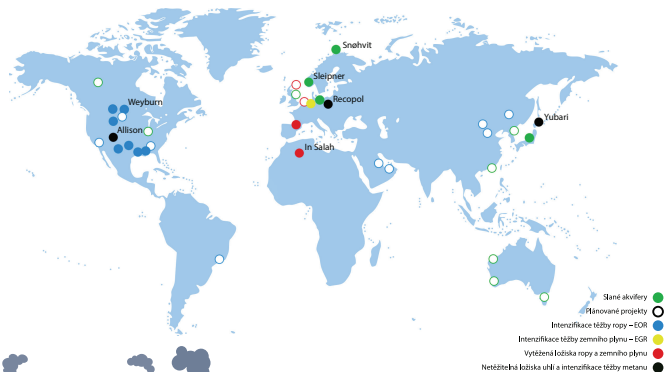 Snøhvit
Sleipner
Weyburn
Recopol
Yubari
Allison
In Salah
Slané akvifery
Plánované projekty
Intenzifikace těžby ropy – EOR
Intenzifikace těžby zemního plynu – EGR
Vytěžená ložiska ropy a zemního plynu
Netěžitelná ložiska uhlí a intenzifikace těžby metanu